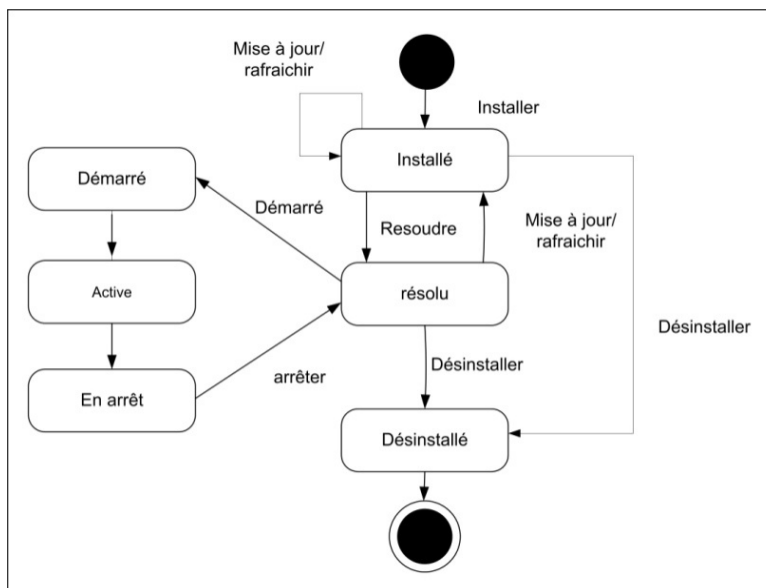 Mise à jour/
rafraichir
Installer
Installé
Démarré
Démarré
Resoudre
Mise à jour/
rafraichir
Active
résolu
Désinstaller
Désinstaller
arrêter
En arrêt
Désinstallé